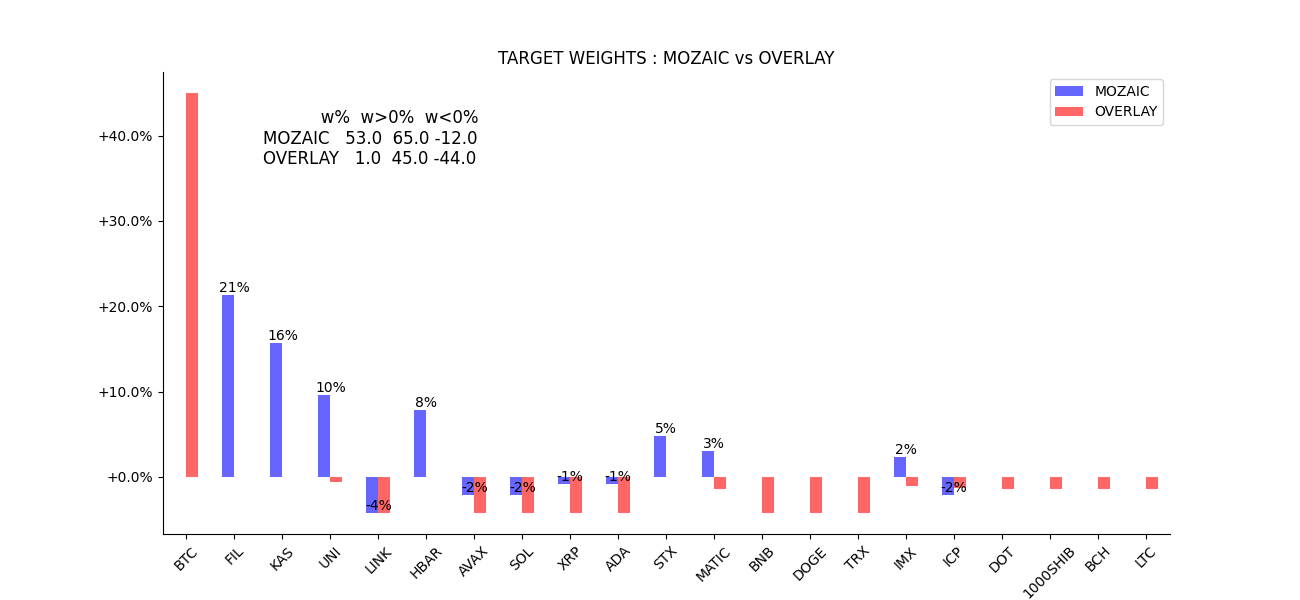 TARGET WEIGHTS : MOZAIC vs OVERLAY
MOZAIC
OVERLAY
w% w>0% w<0%
MOZAIC 53.0 65.0 -12.0
OVERLAY 1.0 45.0 -44.0
+40.0%
+30.0%
+20.0%
+10.0%
+0.0%
21%
16%
10%
-4%
8%
-2%
-2%
-1%
-1%
5%
3%
2%
-2%
BTC
FIL
KAS
UNI
LINK
HBAR
AVAX
SOL
XRP
ADA
STX
MATIC
BNB
DOGE
TRX
IMX
ICP
DOT
1000SHIB
BCH
LTC